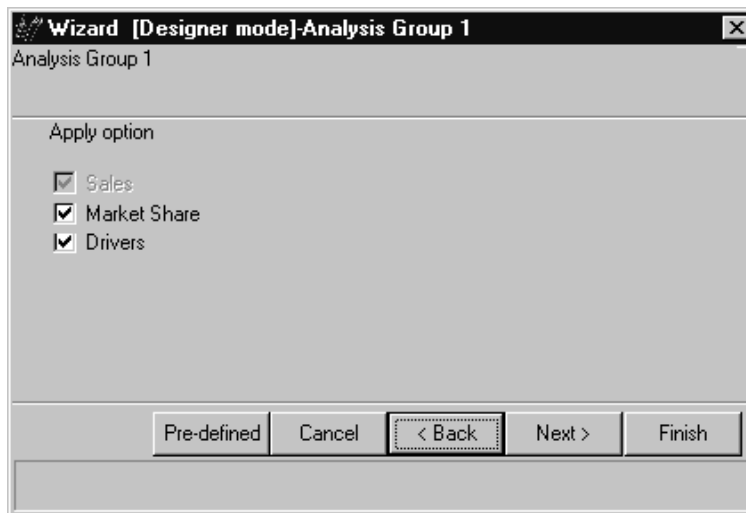 Wizard [Designer mode]-Analysis Group 1
Analysis Group 1
Apply option
Sales
Market Share
Drivers
Pre-defined Cancel < Back Next > Finish